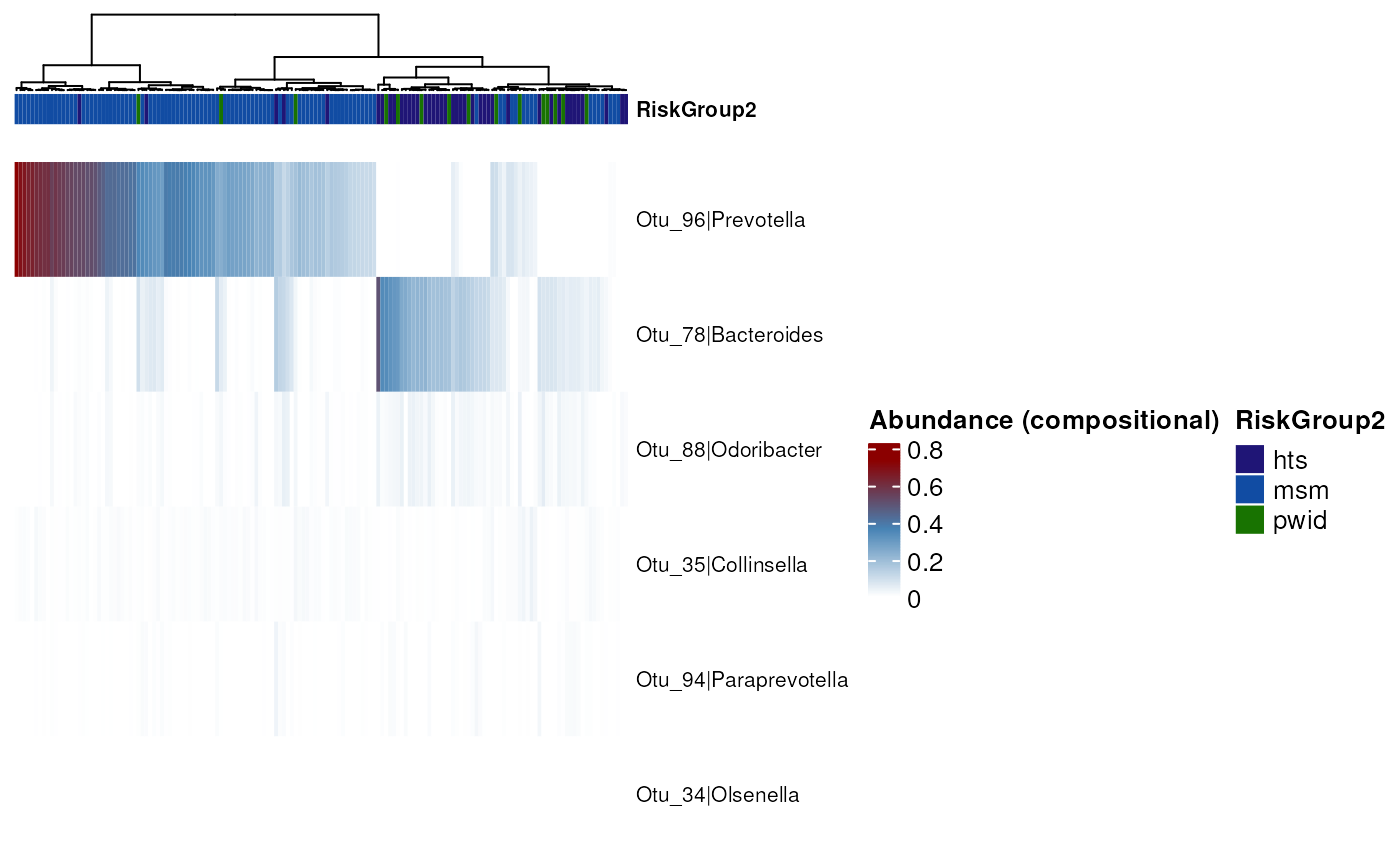 RiskGroup2
Otu_96|Prevotella
Otu_78|Bacteroides
Otu_88|Odoribacter
Otu_35|Collinsella
Otu_94|Paraprevotella
Otu_34|Olsenella
Abundance (compositional)
0.8
0.6
0.4
0.2
0
RiskGroup2
hts
msm
pwid